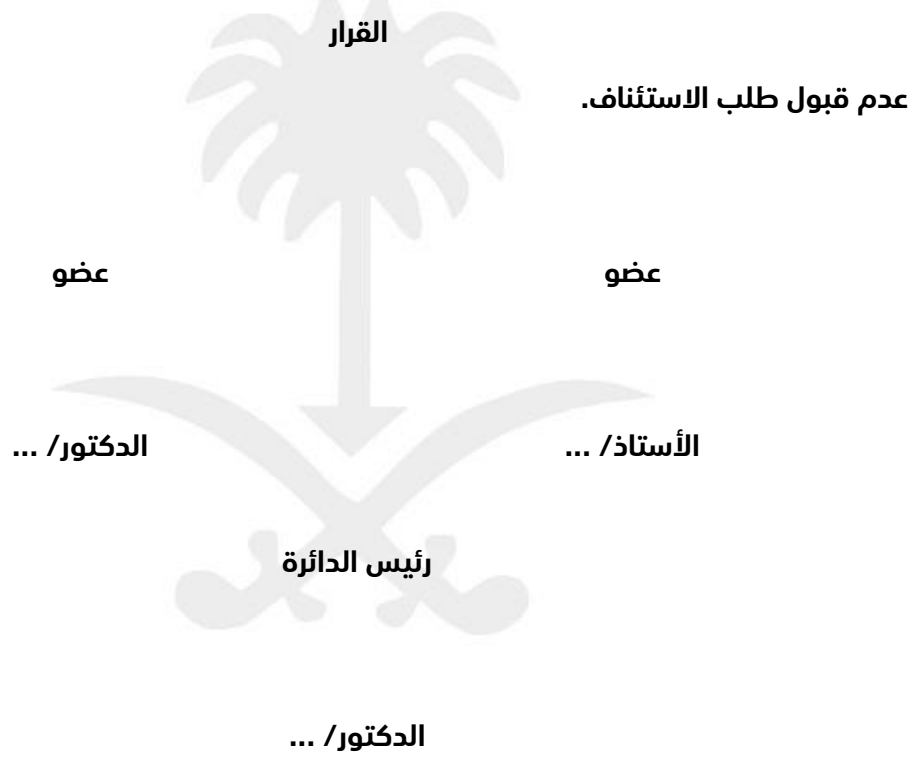 القرار
عدم قبول طلب الاستئناف.
عضو عضو
الأستاذ/ ... الدكتور/ ...
رئيس الدائرة
الدكتور/ ...